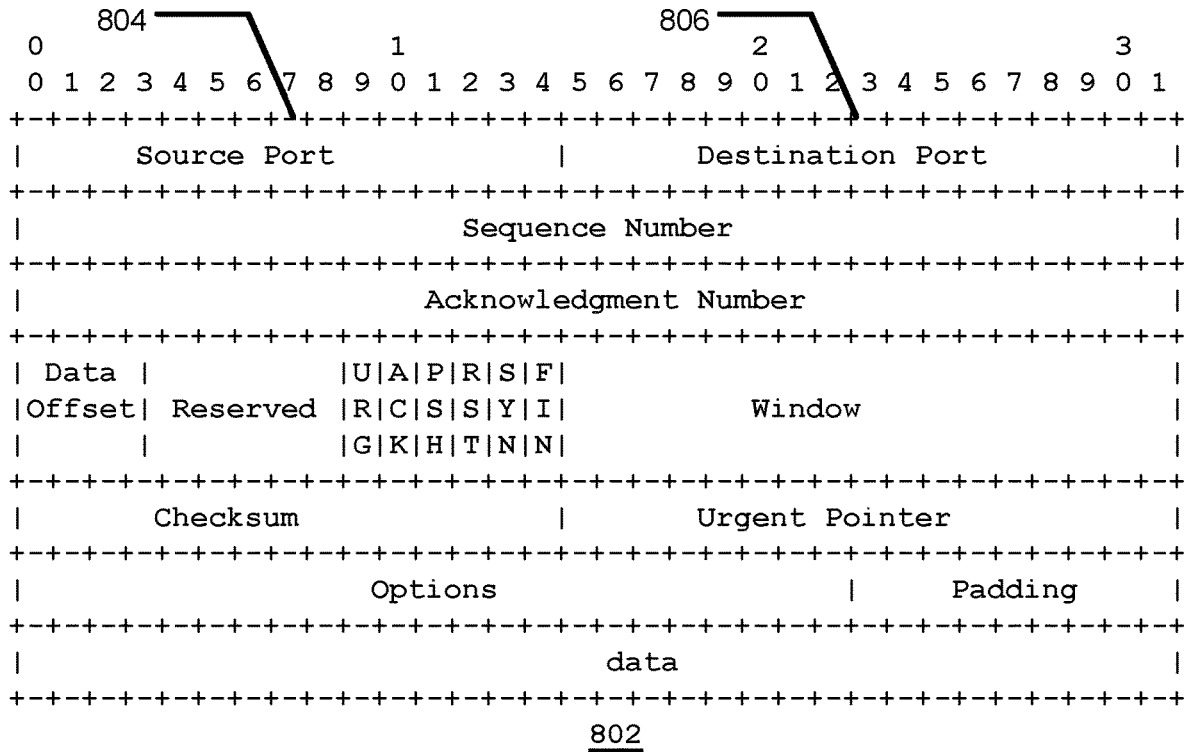 804 806
0 1 2 3
0 1 2 3 4 5 6 7 8 9 0 1 2 3 4 5 6 7 8 9 0 1 2 3 4 5 6 7 8 9 0 1
+-+-+-+-+-+-+-+-+-+-+-+-+-+-+-+-+-+-+-+-+-+-+-+-+-+-+-+-+-+-+-+-+
| Source Port | Destination Port |
+-+-+-+-+-+-+-+-+-+-+-+-+-+-+-+-+-+-+-+-+-+-+-+-+-+-+-+-+-+-+-+-+
| Sequence Number |
+-+-+-+-+-+-+-+-+-+-+-+-+-+-+-+-+-+-+-+-+-+-+-+-+-+-+-+-+-+-+-+-+
| Acknowledgment Number |
+-+-+-+-+-+-+-+-+-+-+-+-+-+-+-+-+-+-+-+-+-+-+-+-+-+-+-+-+-+-+-+-+
| Data | |U|A|P|R|S|F| |
|Offset| Reserved |R|C|S|S|Y|I| Window |
| | |G|K|H|T|N|N| |
+-+-+-+-+-+-+-+-+-+-+-+-+-+-+-+-+-+-+-+-+-+-+-+-+-+-+-+-+-+-+-+-+
| Checksum | Urgent Pointer |
+-+-+-+-+-+-+-+-+-+-+-+-+-+-+-+-+-+-+-+-+-+-+-+-+-+-+-+-+-+-+-+-+
| Options | Padding |
+-+-+-+-+-+-+-+-+-+-+-+-+-+-+-+-+-+-+-+-+-+-+-+-+-+-+-+-+-+-+-+-+
| data |
+-+-+-+-+-+-+-+-+-+-+-+-+-+-+-+-+-+-+-+-+-+-+-+-+-+-+-+-+-+-+-+-+
802